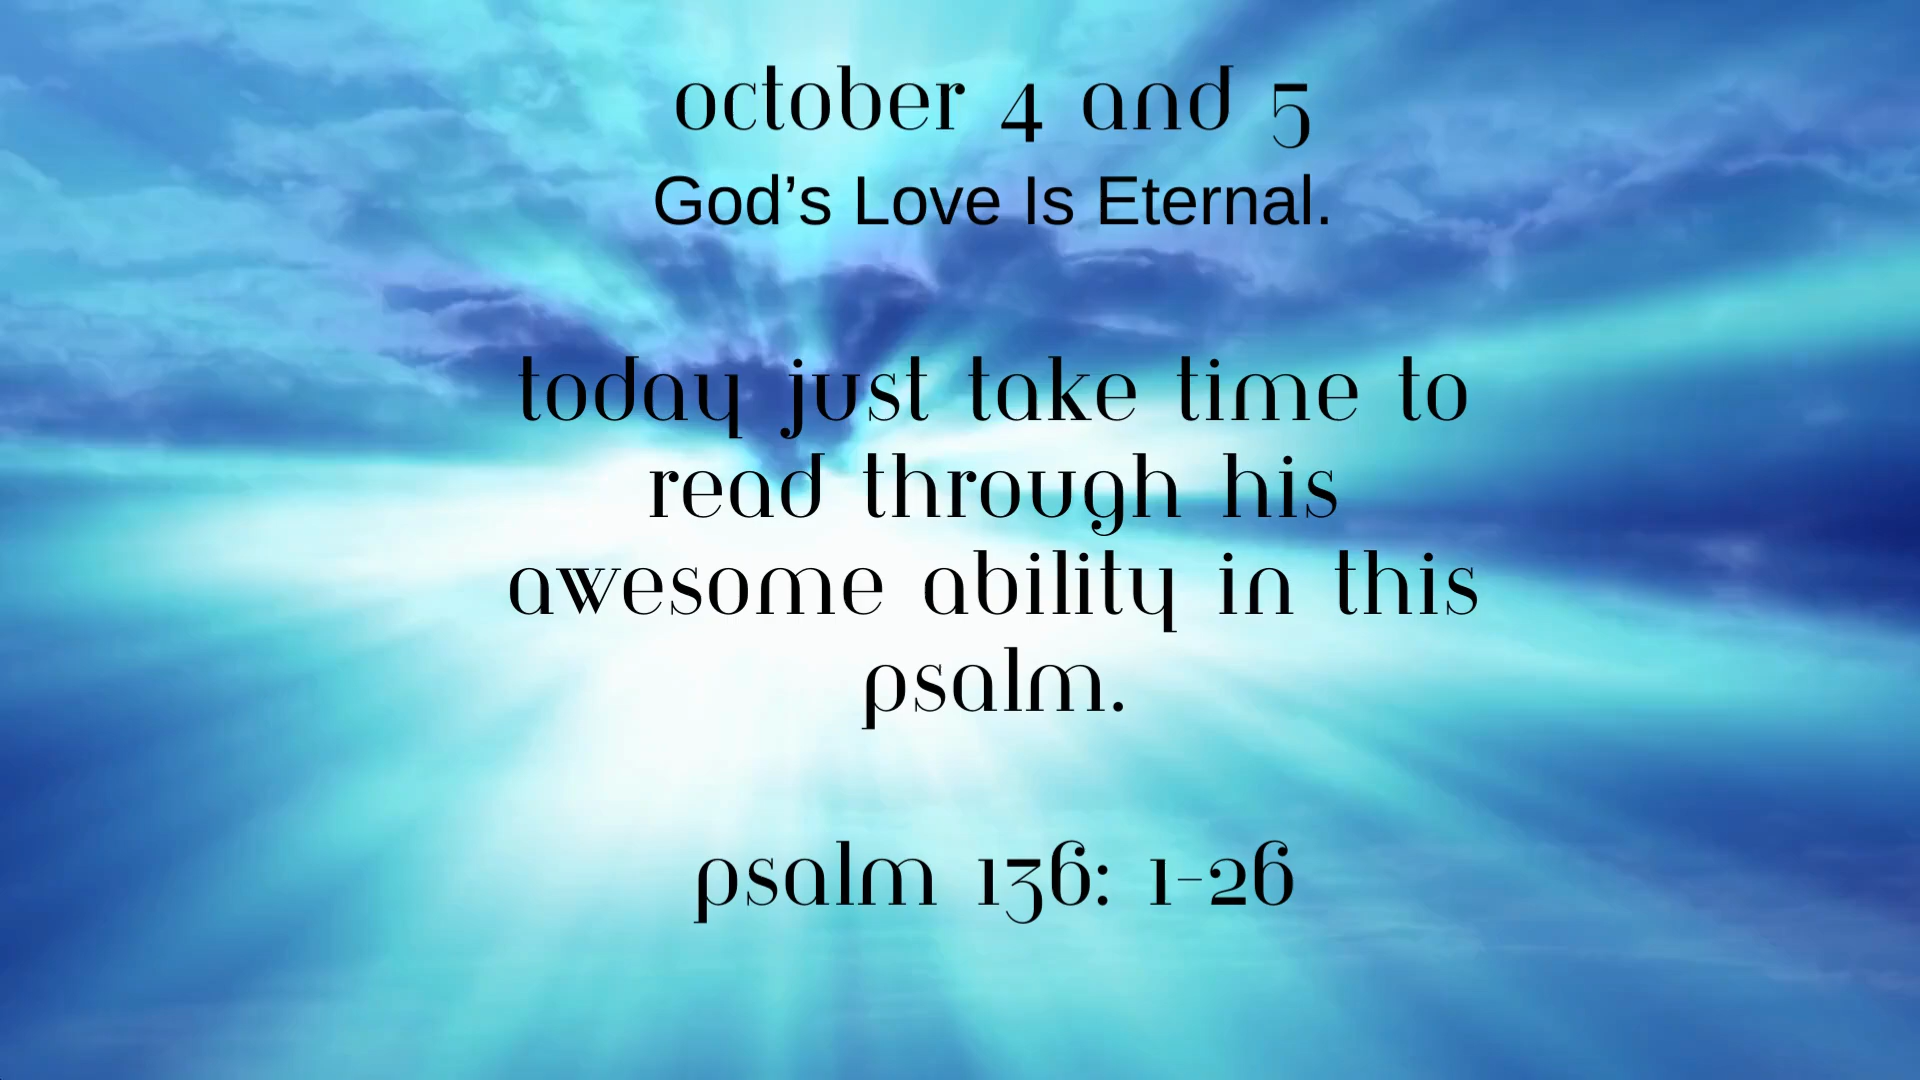 october 4 and 5
God’s Love Is Eternal.
today just take time to
read through his
awesome ability in this
psalm.
psalm 136: 1-26